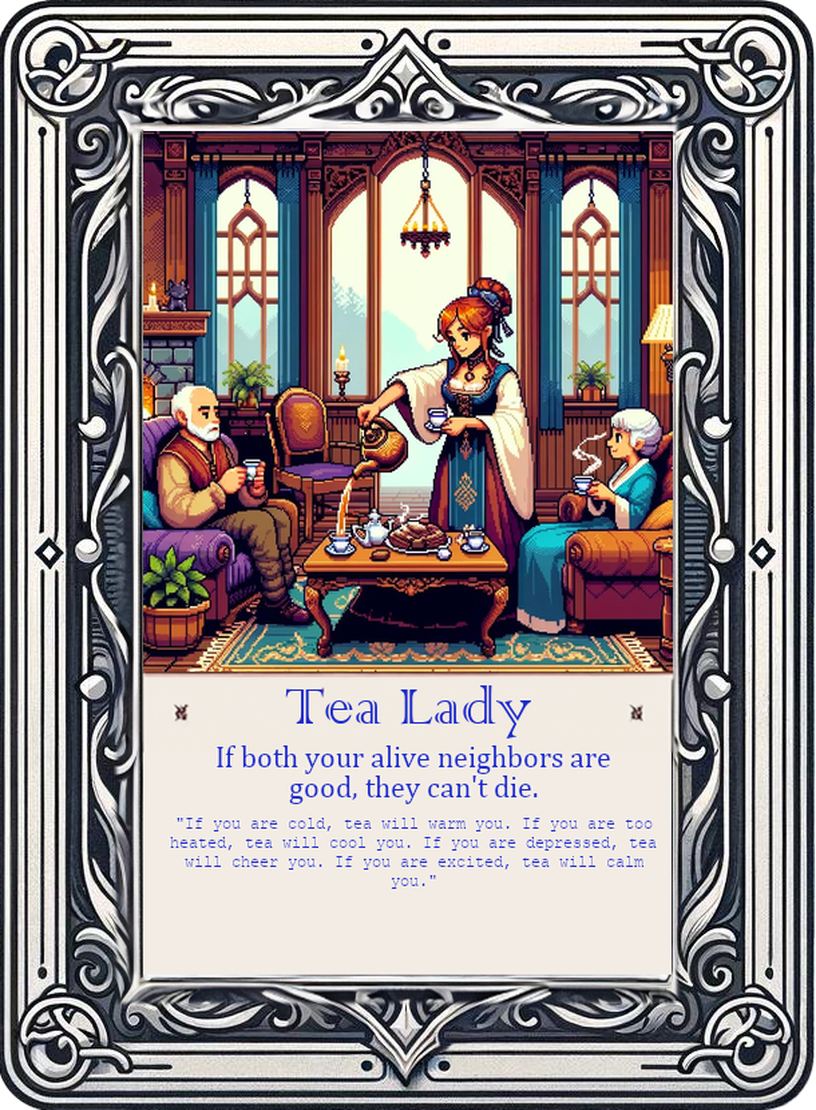 Tea Lady
If both your alive neighbors are
good, they can't die.
"If you are cold, tea will warm you. If you are too
heated, tea will cool you. If you are depressed, tea
will cheer you. If you are excited, tea will calm
you."